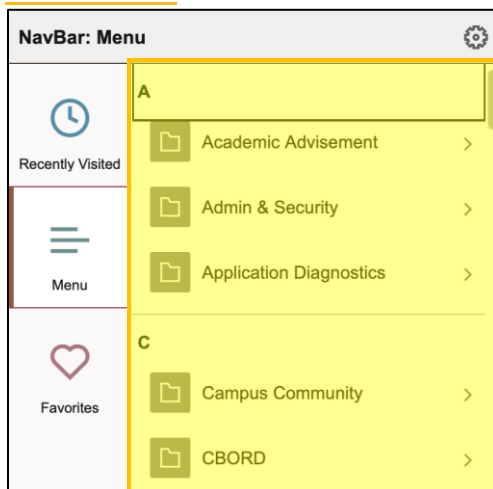 NavBar: Menu
Recently Visited
Menu
Favorites
A
Academic Advisement
Admin & Security
Application Diagnostics
C
Campus Community
CBORD